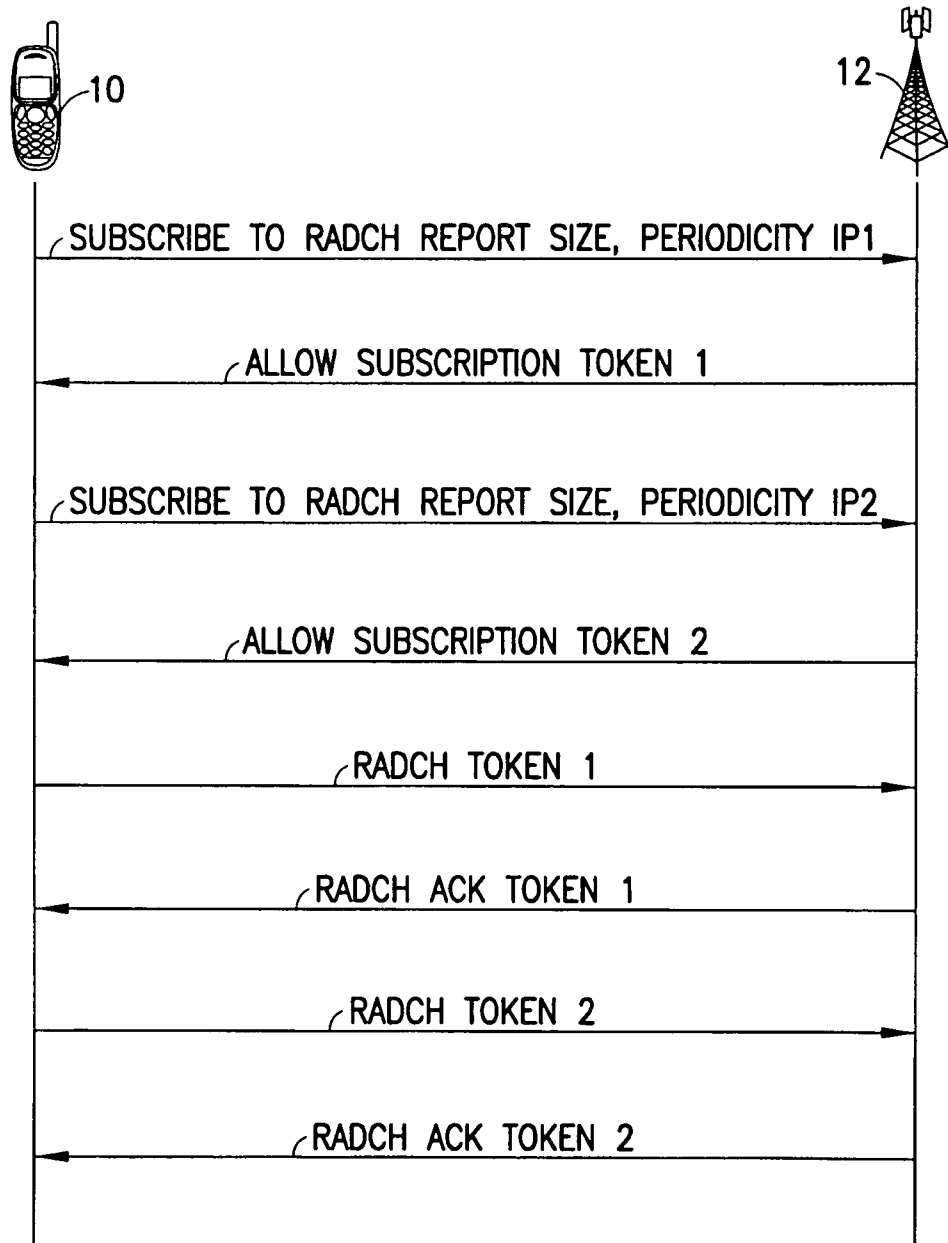 10
12
SUBSCRIBE TO RADCH REPORT SIZE, PERIODICITY IP1
ALLOW SUBSCRIPTION TOKEN 1
SUBSCRIBE TO RADCH REPORT SIZE, PERIODICITY IP2
ALLOW SUBSCRIPTION TOKEN 2
RADCH TOKEN 1
RADCH ACK TOKEN 1
RADCH TOKEN 2
RADCH ACK TOKEN 2